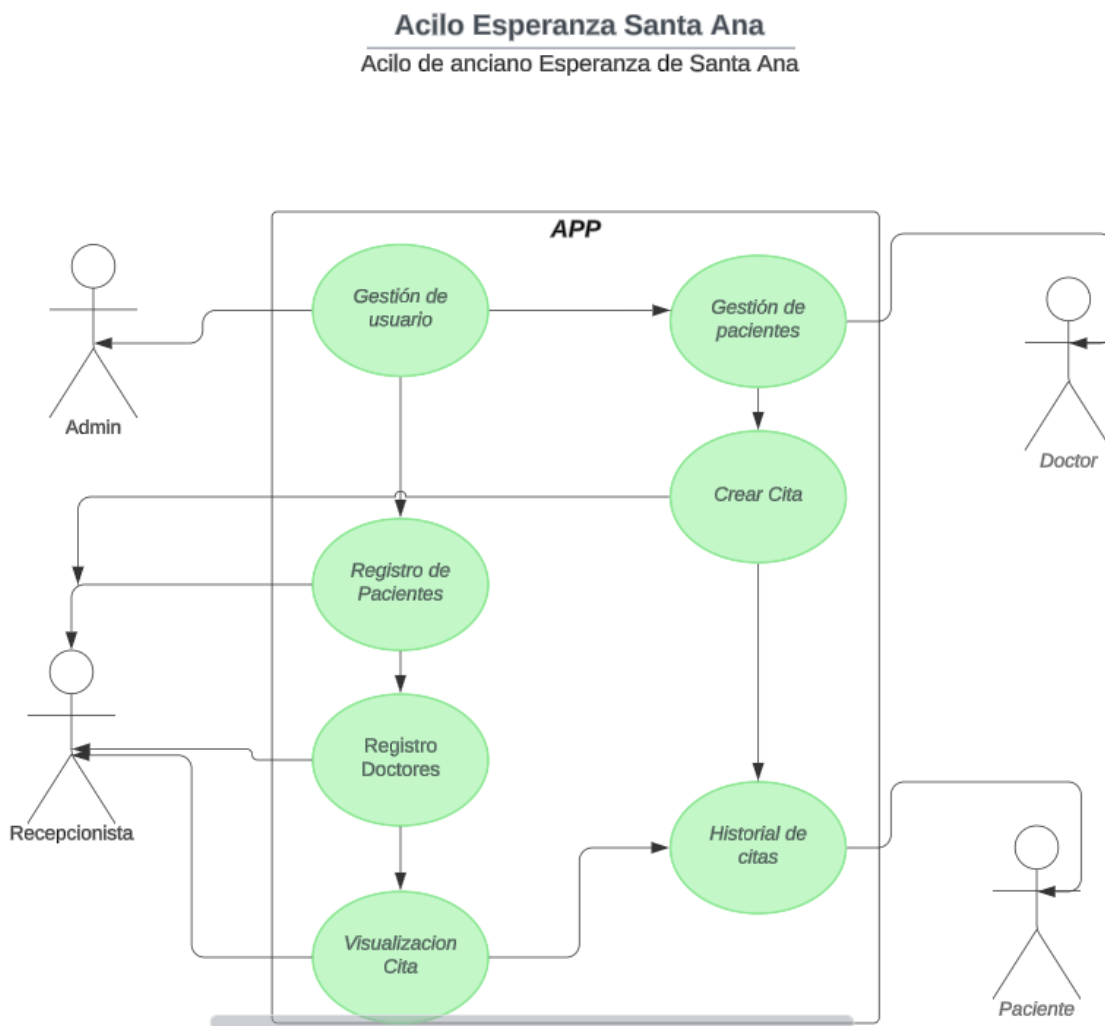 Acilo Esperanza Santa Ana
Acilo de anciano Esperanza de Santa Ana
APP
Gestión de
usuario
Gestión de
pacientes
Admin
Doctor
Crear Cita
Registro de
Pacientes
Registro
Doctores
Recepcionista
Historial de
citas
Visualizacion
Cita
Paciente